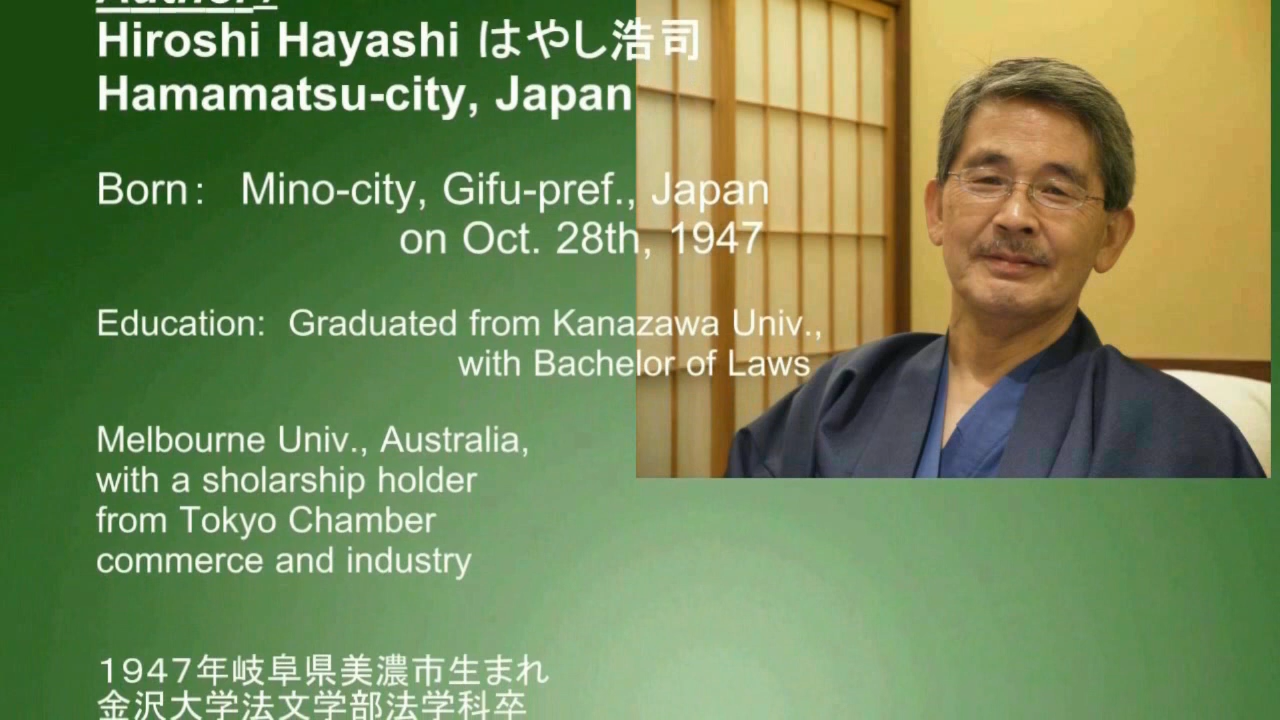 Author /
Hiroshi Hayashi はやし浩司
Hamamatsu-city, Japan
Born： Mino-city, Gifu-pref., Japan
on Oct. 28th, 1947
Education: Graduated from Kanazawa Univ.,
with Bachelor of Laws
Melbourne Univ., Australia,
with a sholarship holder
from Tokyo Chamber
commerce and industry
１９４７年岐阜県美濃市生まれ
金沢大学法文学部法学科卒